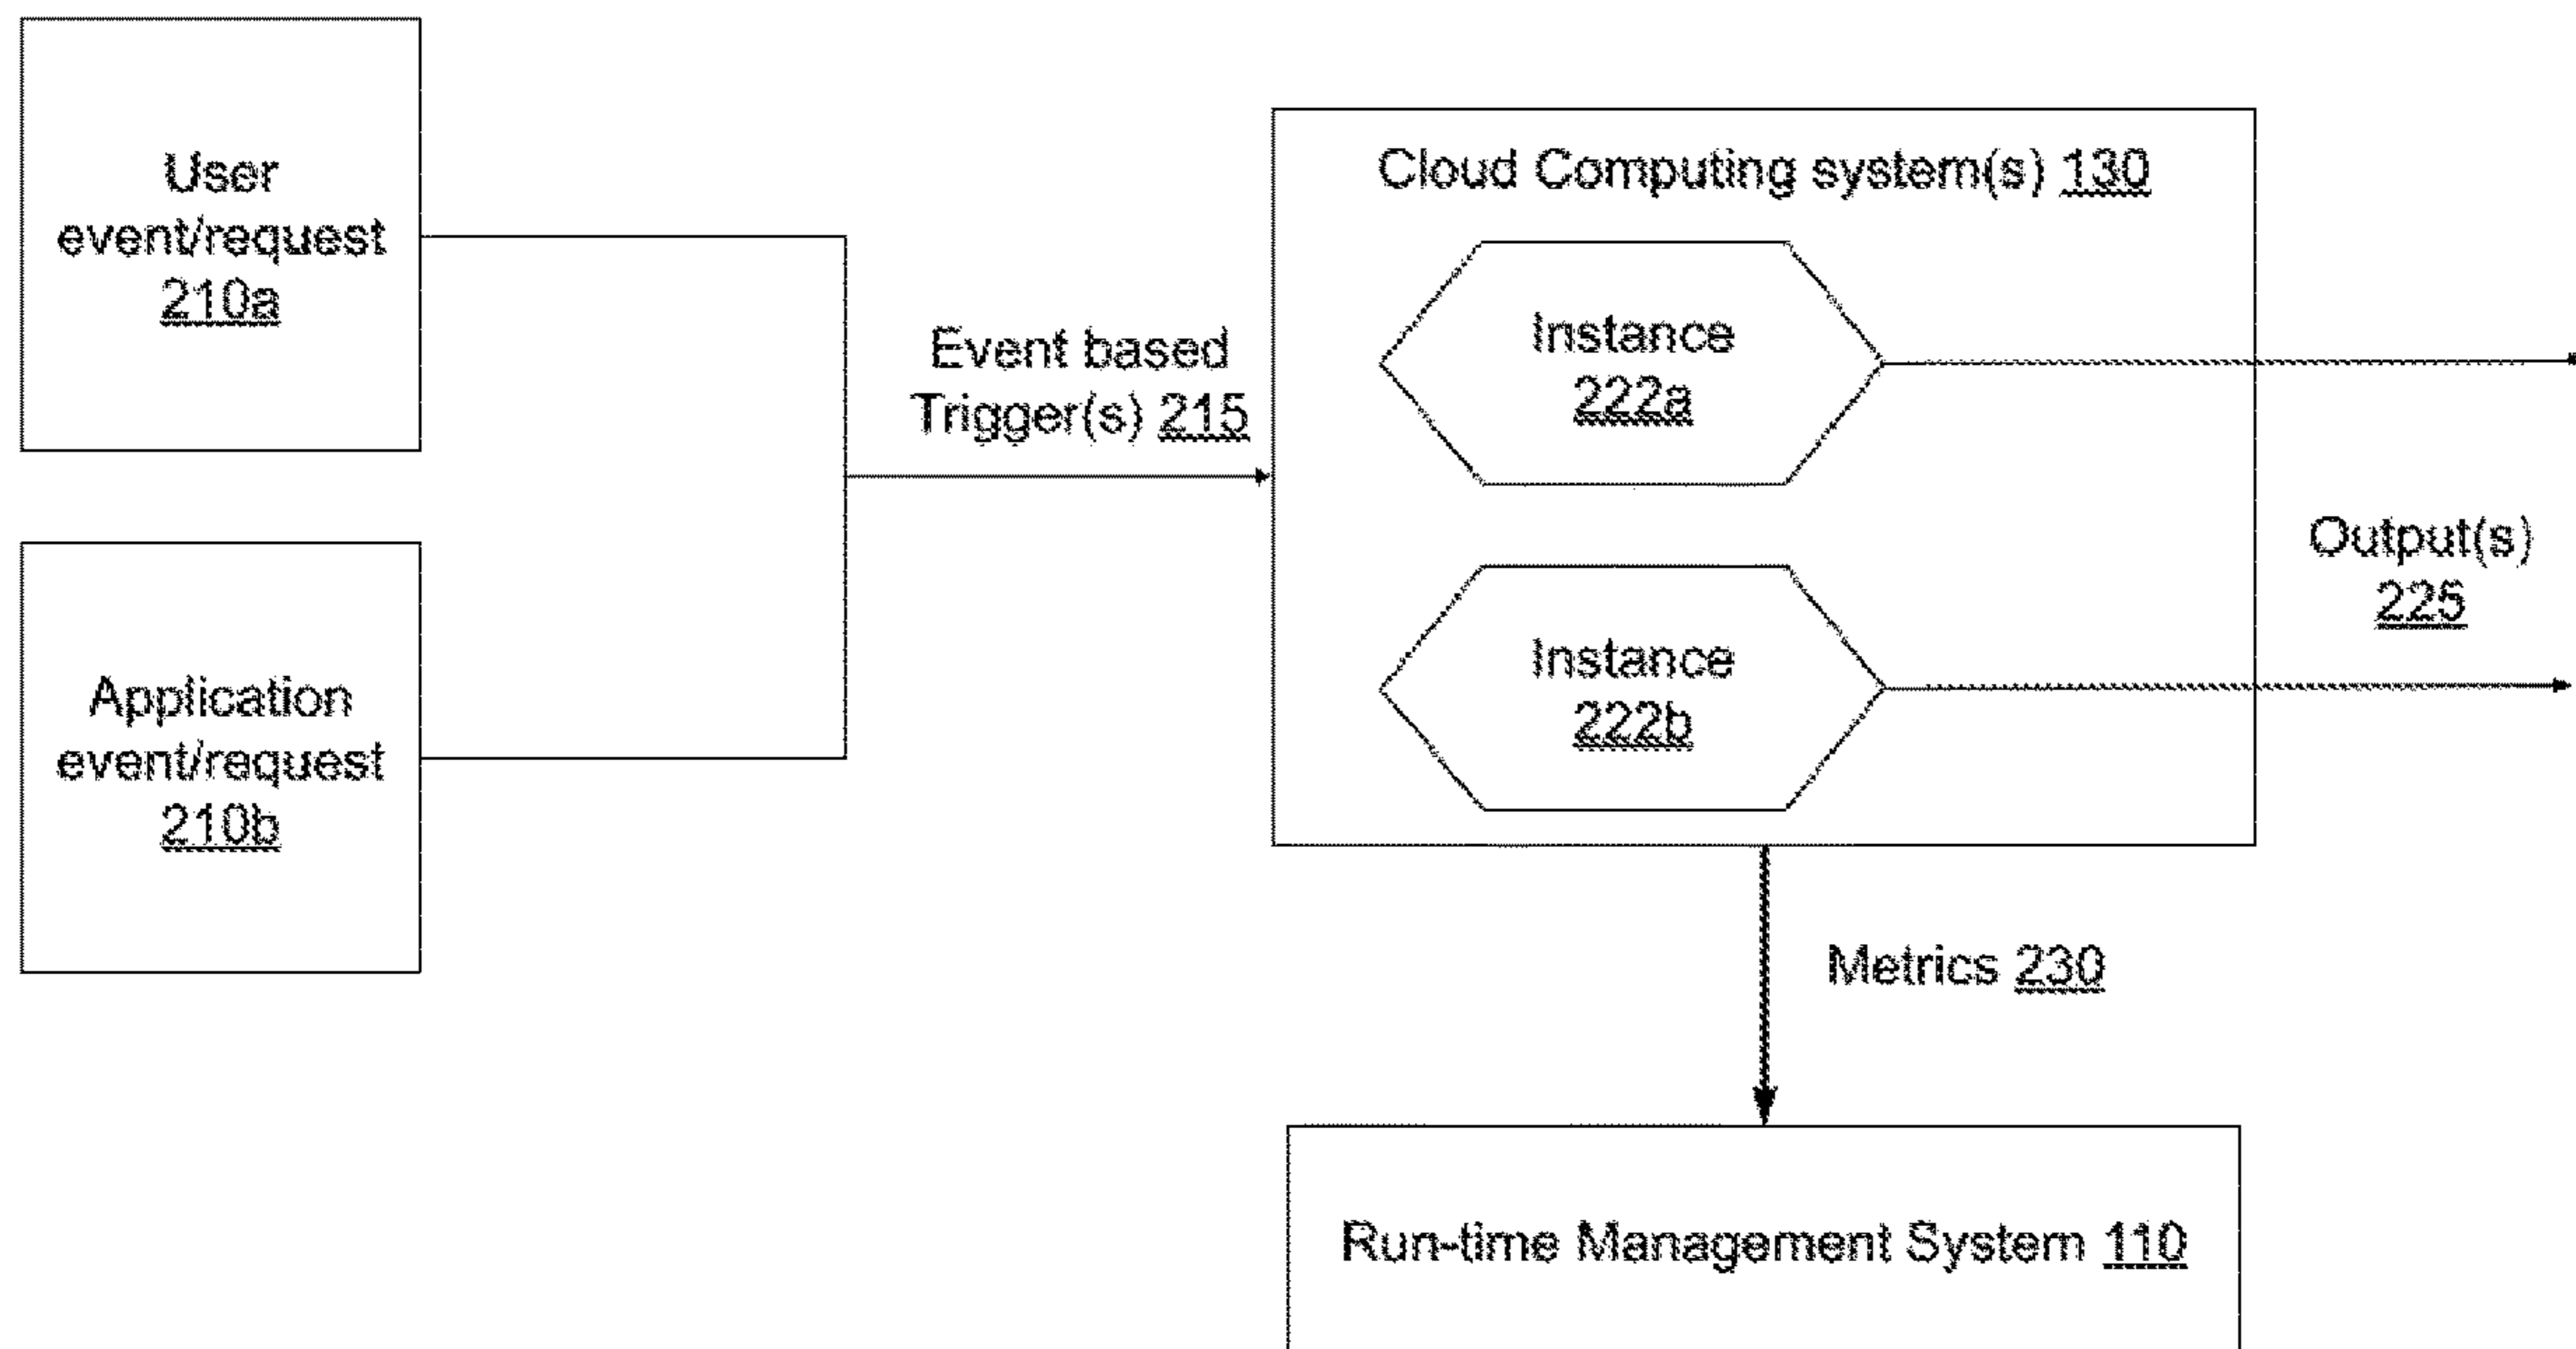 User
event/request
210a
Application
event/request
210b
Event based
Trigger(s) 215
Cloud Computing system(s) 130
Instance
222a
Instance
222b
Output(s)
225
Metrics 230
Run-time Management System 110